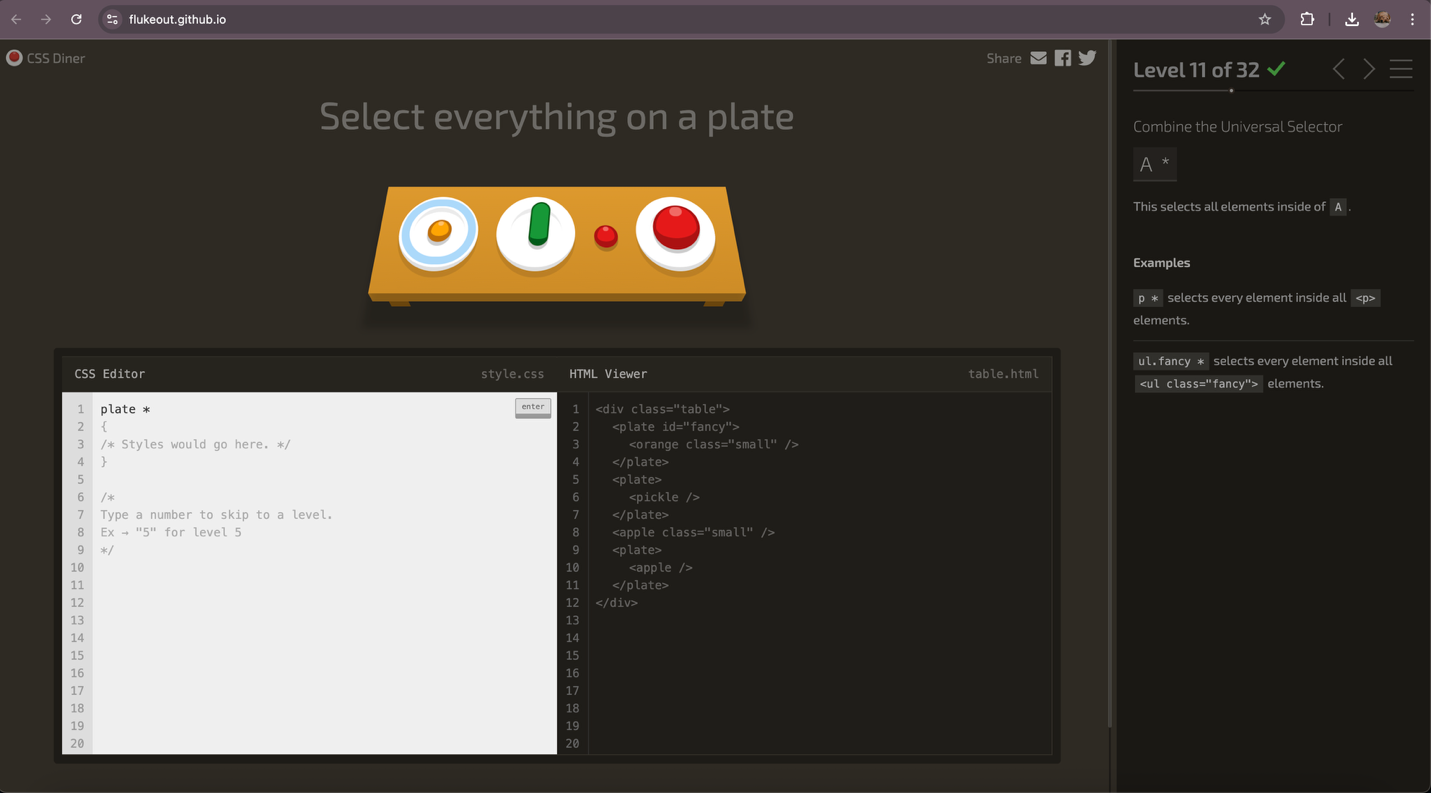 flukeout.github.io
CSS Diner
Share
Select everything on a plate
CSS Editor
style.css
1 plate *
enter
2 {
3 /* Styles would go here. */
4 }
5
6 /*
7 Type a number to skip to a level.
8 Ex → "5" for level 5
9 */
10
11
12
13
14
15
16
17
18
19
20
HTML Viewer
table.html
1 <div class="table">
2 <plate id="fancy">
3 <orange class="small" />
4 </plate>
5 <plate>
6 <pickle />
7 </plate>
8 <apple class="small" />
9 <plate>
10 <apple />
11 </plate>
12 </div>
13
14
15
16
17
18
19
20
Level 11 of 32
Combine the Universal Selector
A *
This selects all elements inside of A .
Examples
p * selects every element inside all <p>
elements.
ul.fancy * selects every element inside all
<ul class="fancy"> elements.